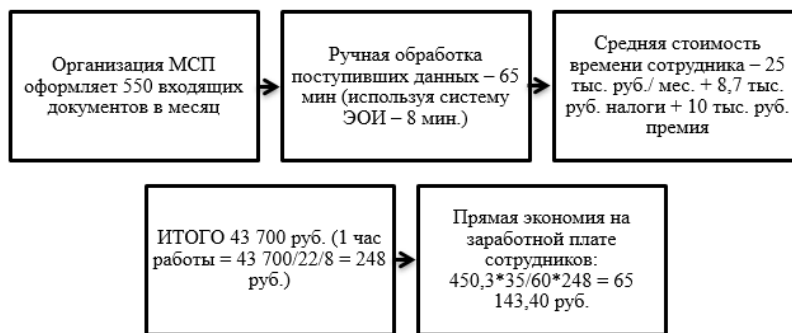 Организация МСП
оформляет 550 входящих
документов в месяц
Ручная обработка
поступивших данных – 65
мин (используя систему
ЭОИ – 8 мин.)
Средняя стоимость
времени сотрудника – 25
тыс. руб./ мес. + 8,7 тыс.
руб. налоги + 10 тыс. руб.
премия
ИТОГО 43 700 руб. (1 час
работы = 43 700/22/8 = 248
руб.)
Прямая экономия на
заработной плате
сотрудников:
450,3*35/60*248 = 65
143,40 руб.